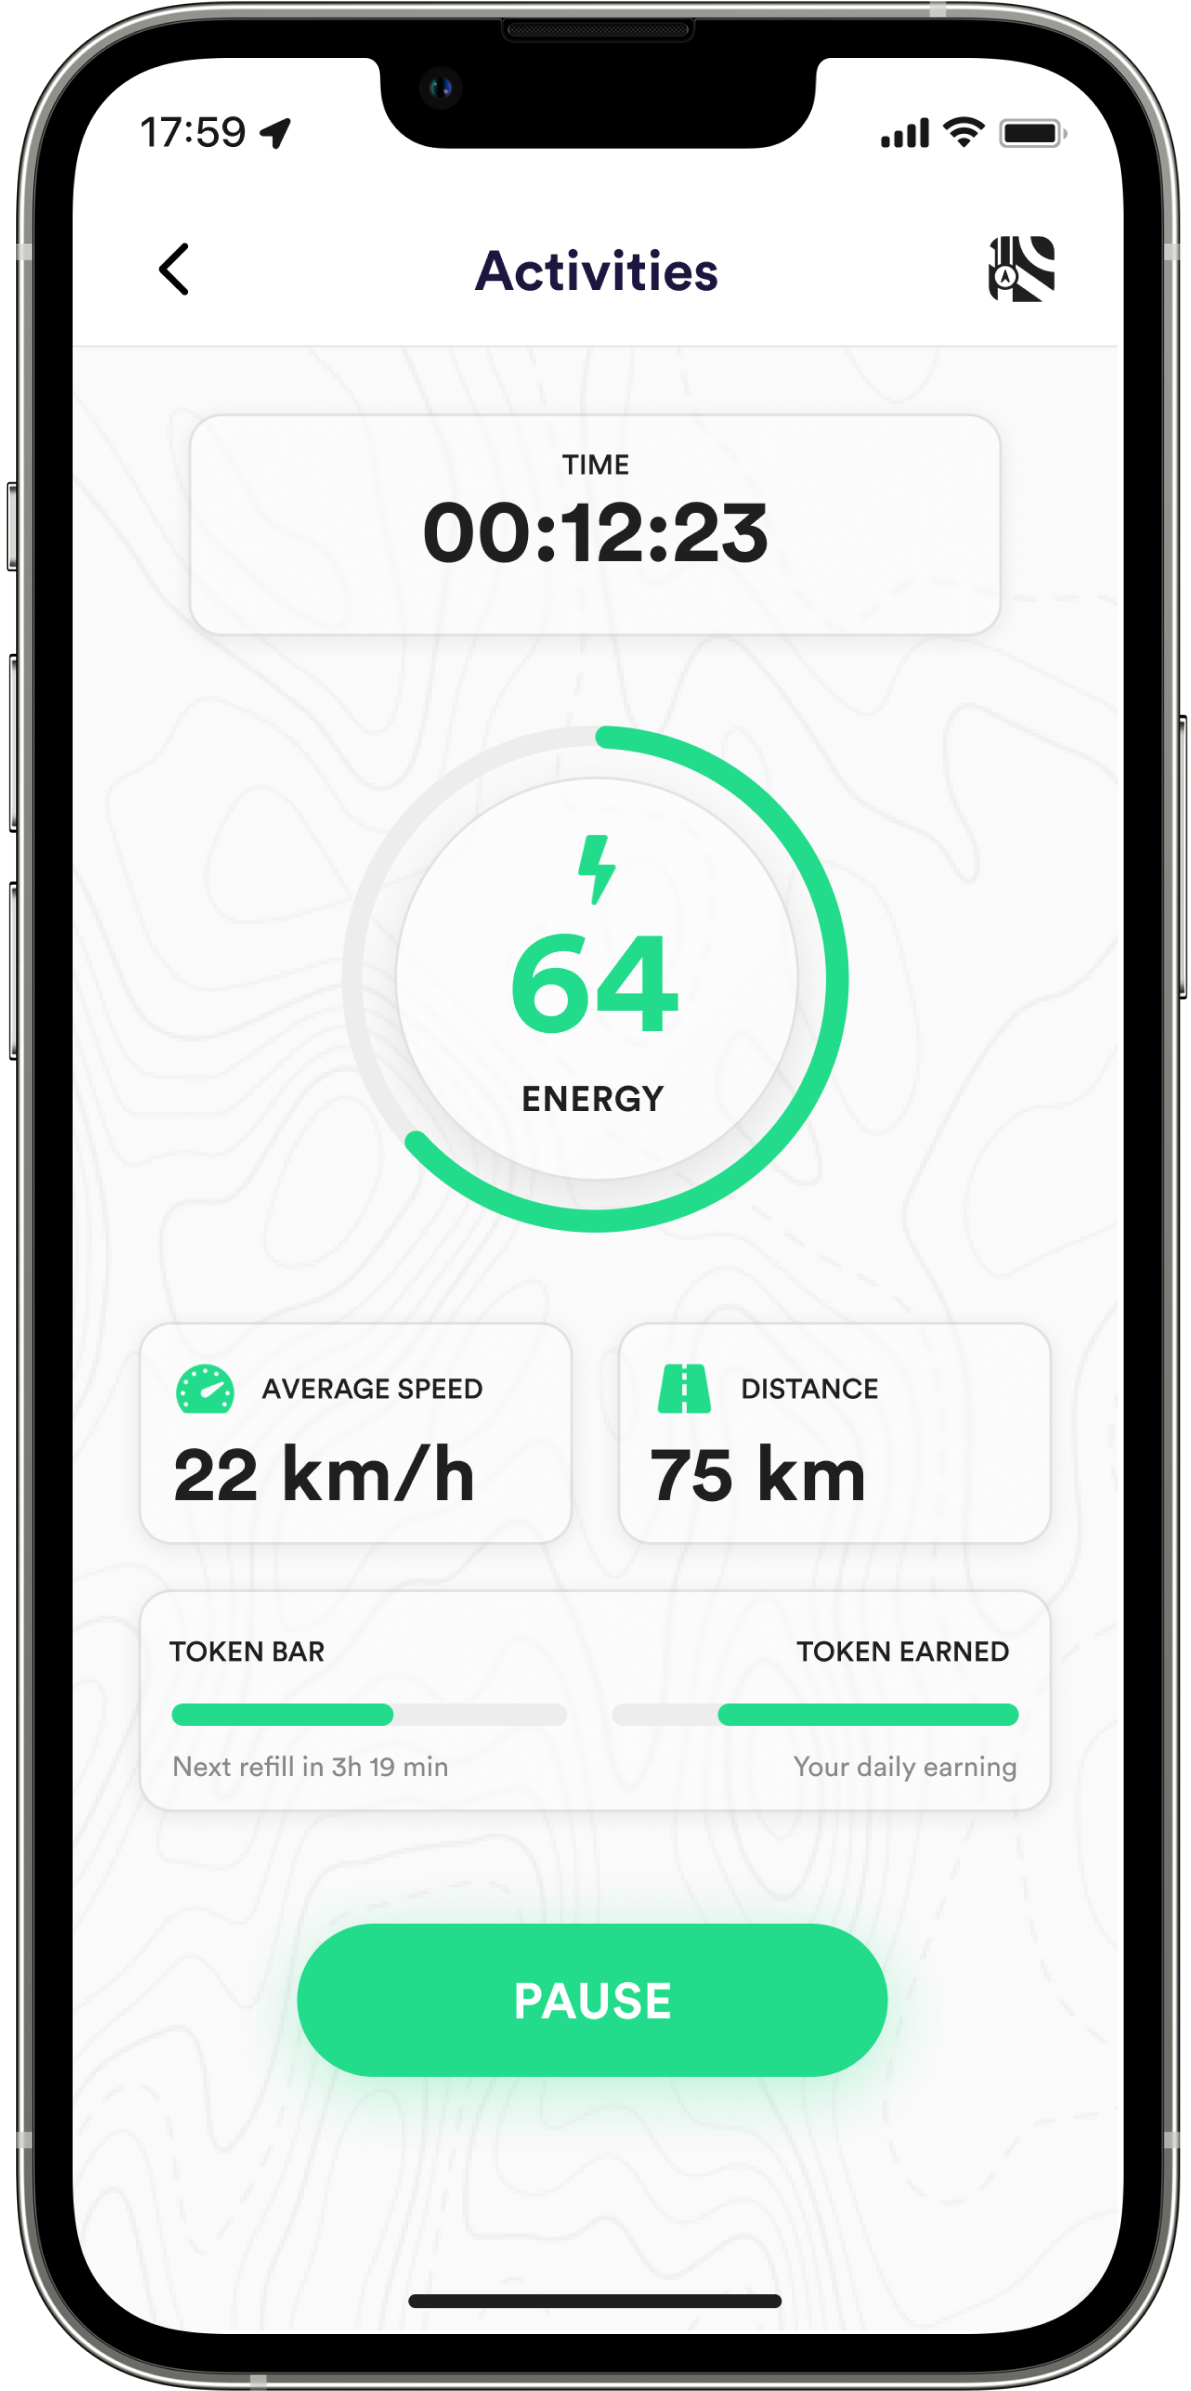 17:59
Activities
TIME
00:12:23
64
ENERGY
AVERAGE SPEED
22 km/h
DISTANCE
75 km
TOKEN BAR
TOKEN EARNED
Next refill in 3h 19 min
Your daily earning
PAUSE